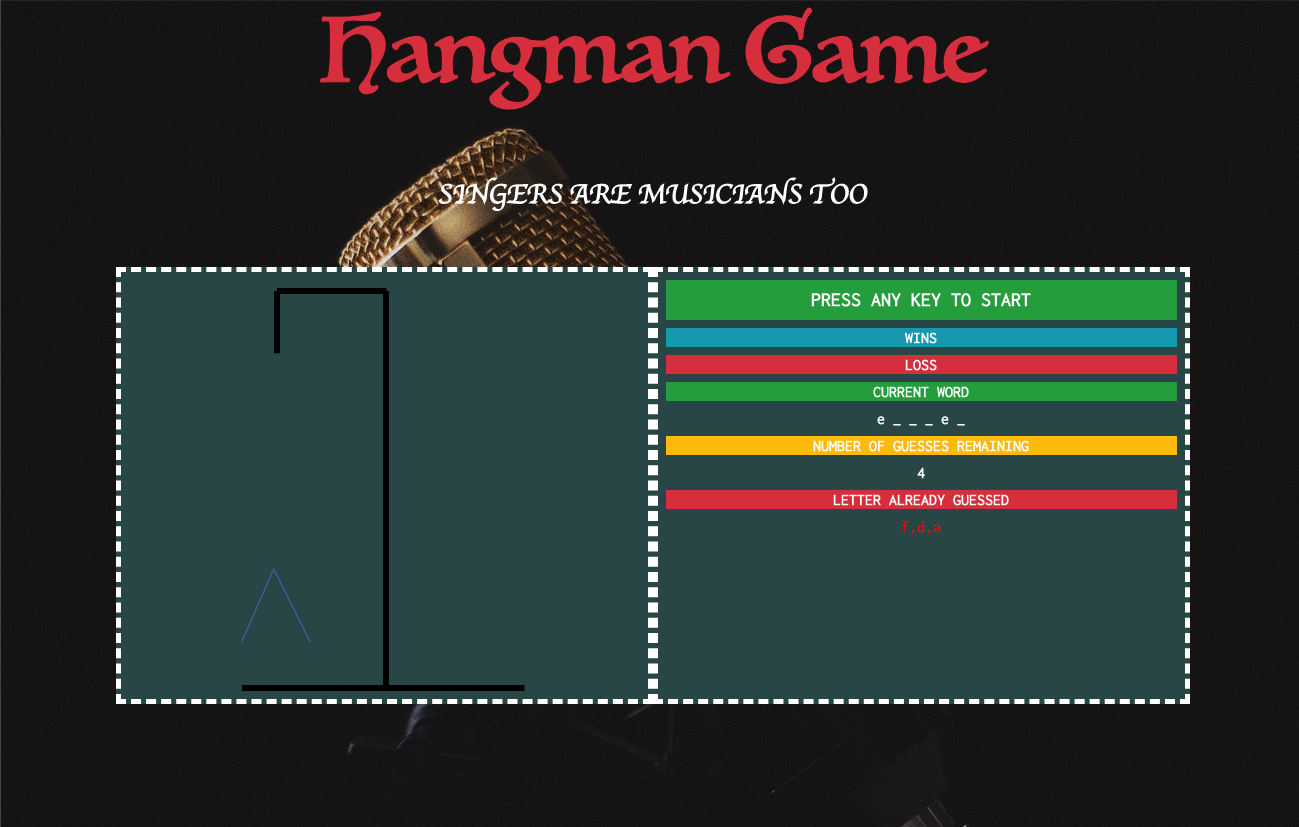 Hangman Game
SINGERS ARE MUSICIANS TOO
PRESS ANY KEY TO START
WINS
LOSS
CURRENT WORD
e _ _ _ e _
NUMBER OF GUESSES REMAINING
4
LETTER ALREADY GUESSED
f,d,a